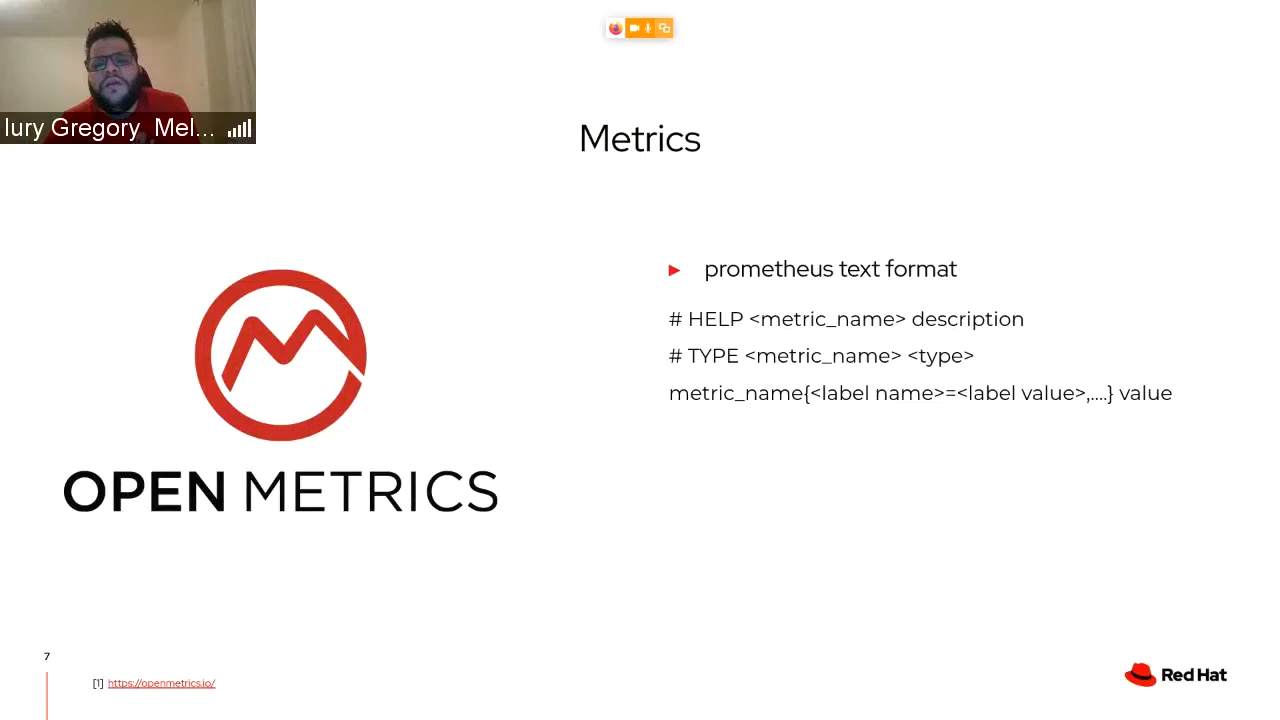 Iury Gregory Mel...
Metrics
► prometheus text format
# HELP <metric_name> description
# TYPE <metric_name> <type>
metric_name{<label name>=<label value>,....} value
OPEN METRICS
7
[1] https://openmetrics.io/
Red Hat